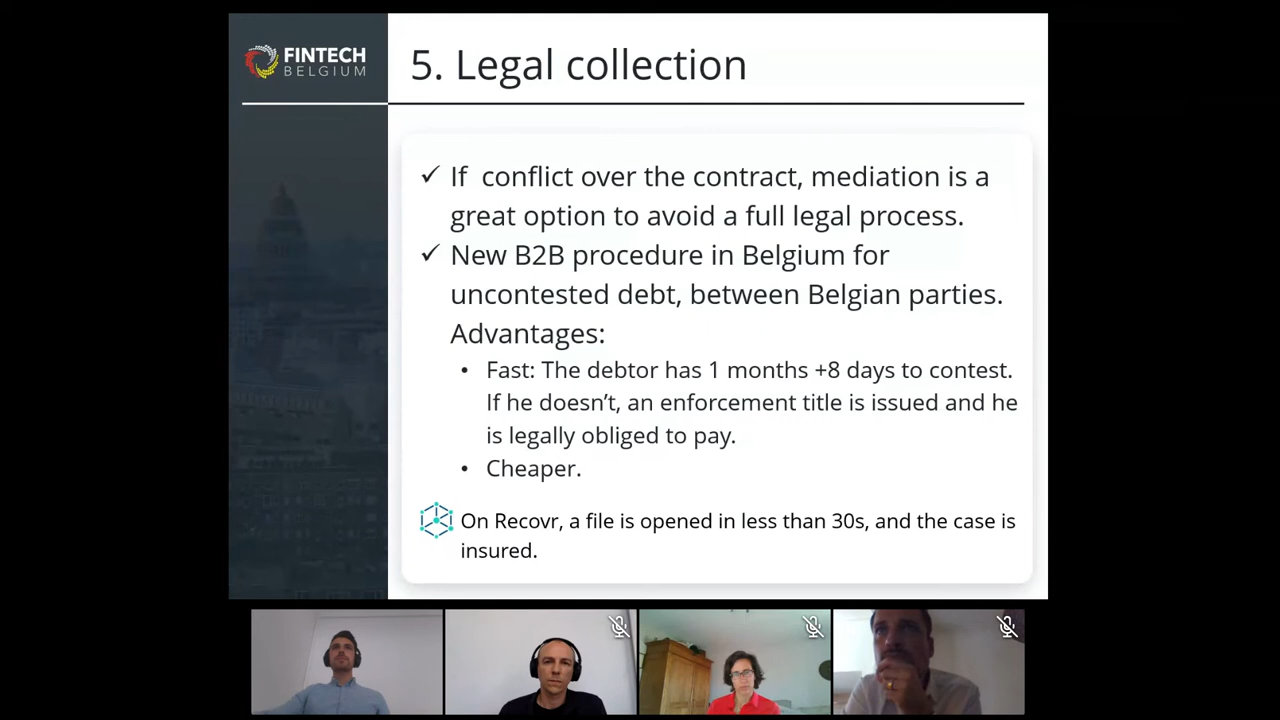 FINTECH
BELGIUM
5. Legal collection
✓ If  conflict over the contract, mediation is a
great option to avoid a full legal process.
✓ New B2B procedure in Belgium for
uncontested debt, between Belgian parties.
Advantages:
• Fast: The debtor has 1 months +8 days to contest.
If he doesn’t, an enforcement title is issued and he
is legally obliged to pay.
• Cheaper.
On Recovr, a file is opened in less than 30s, and the case is
insured.